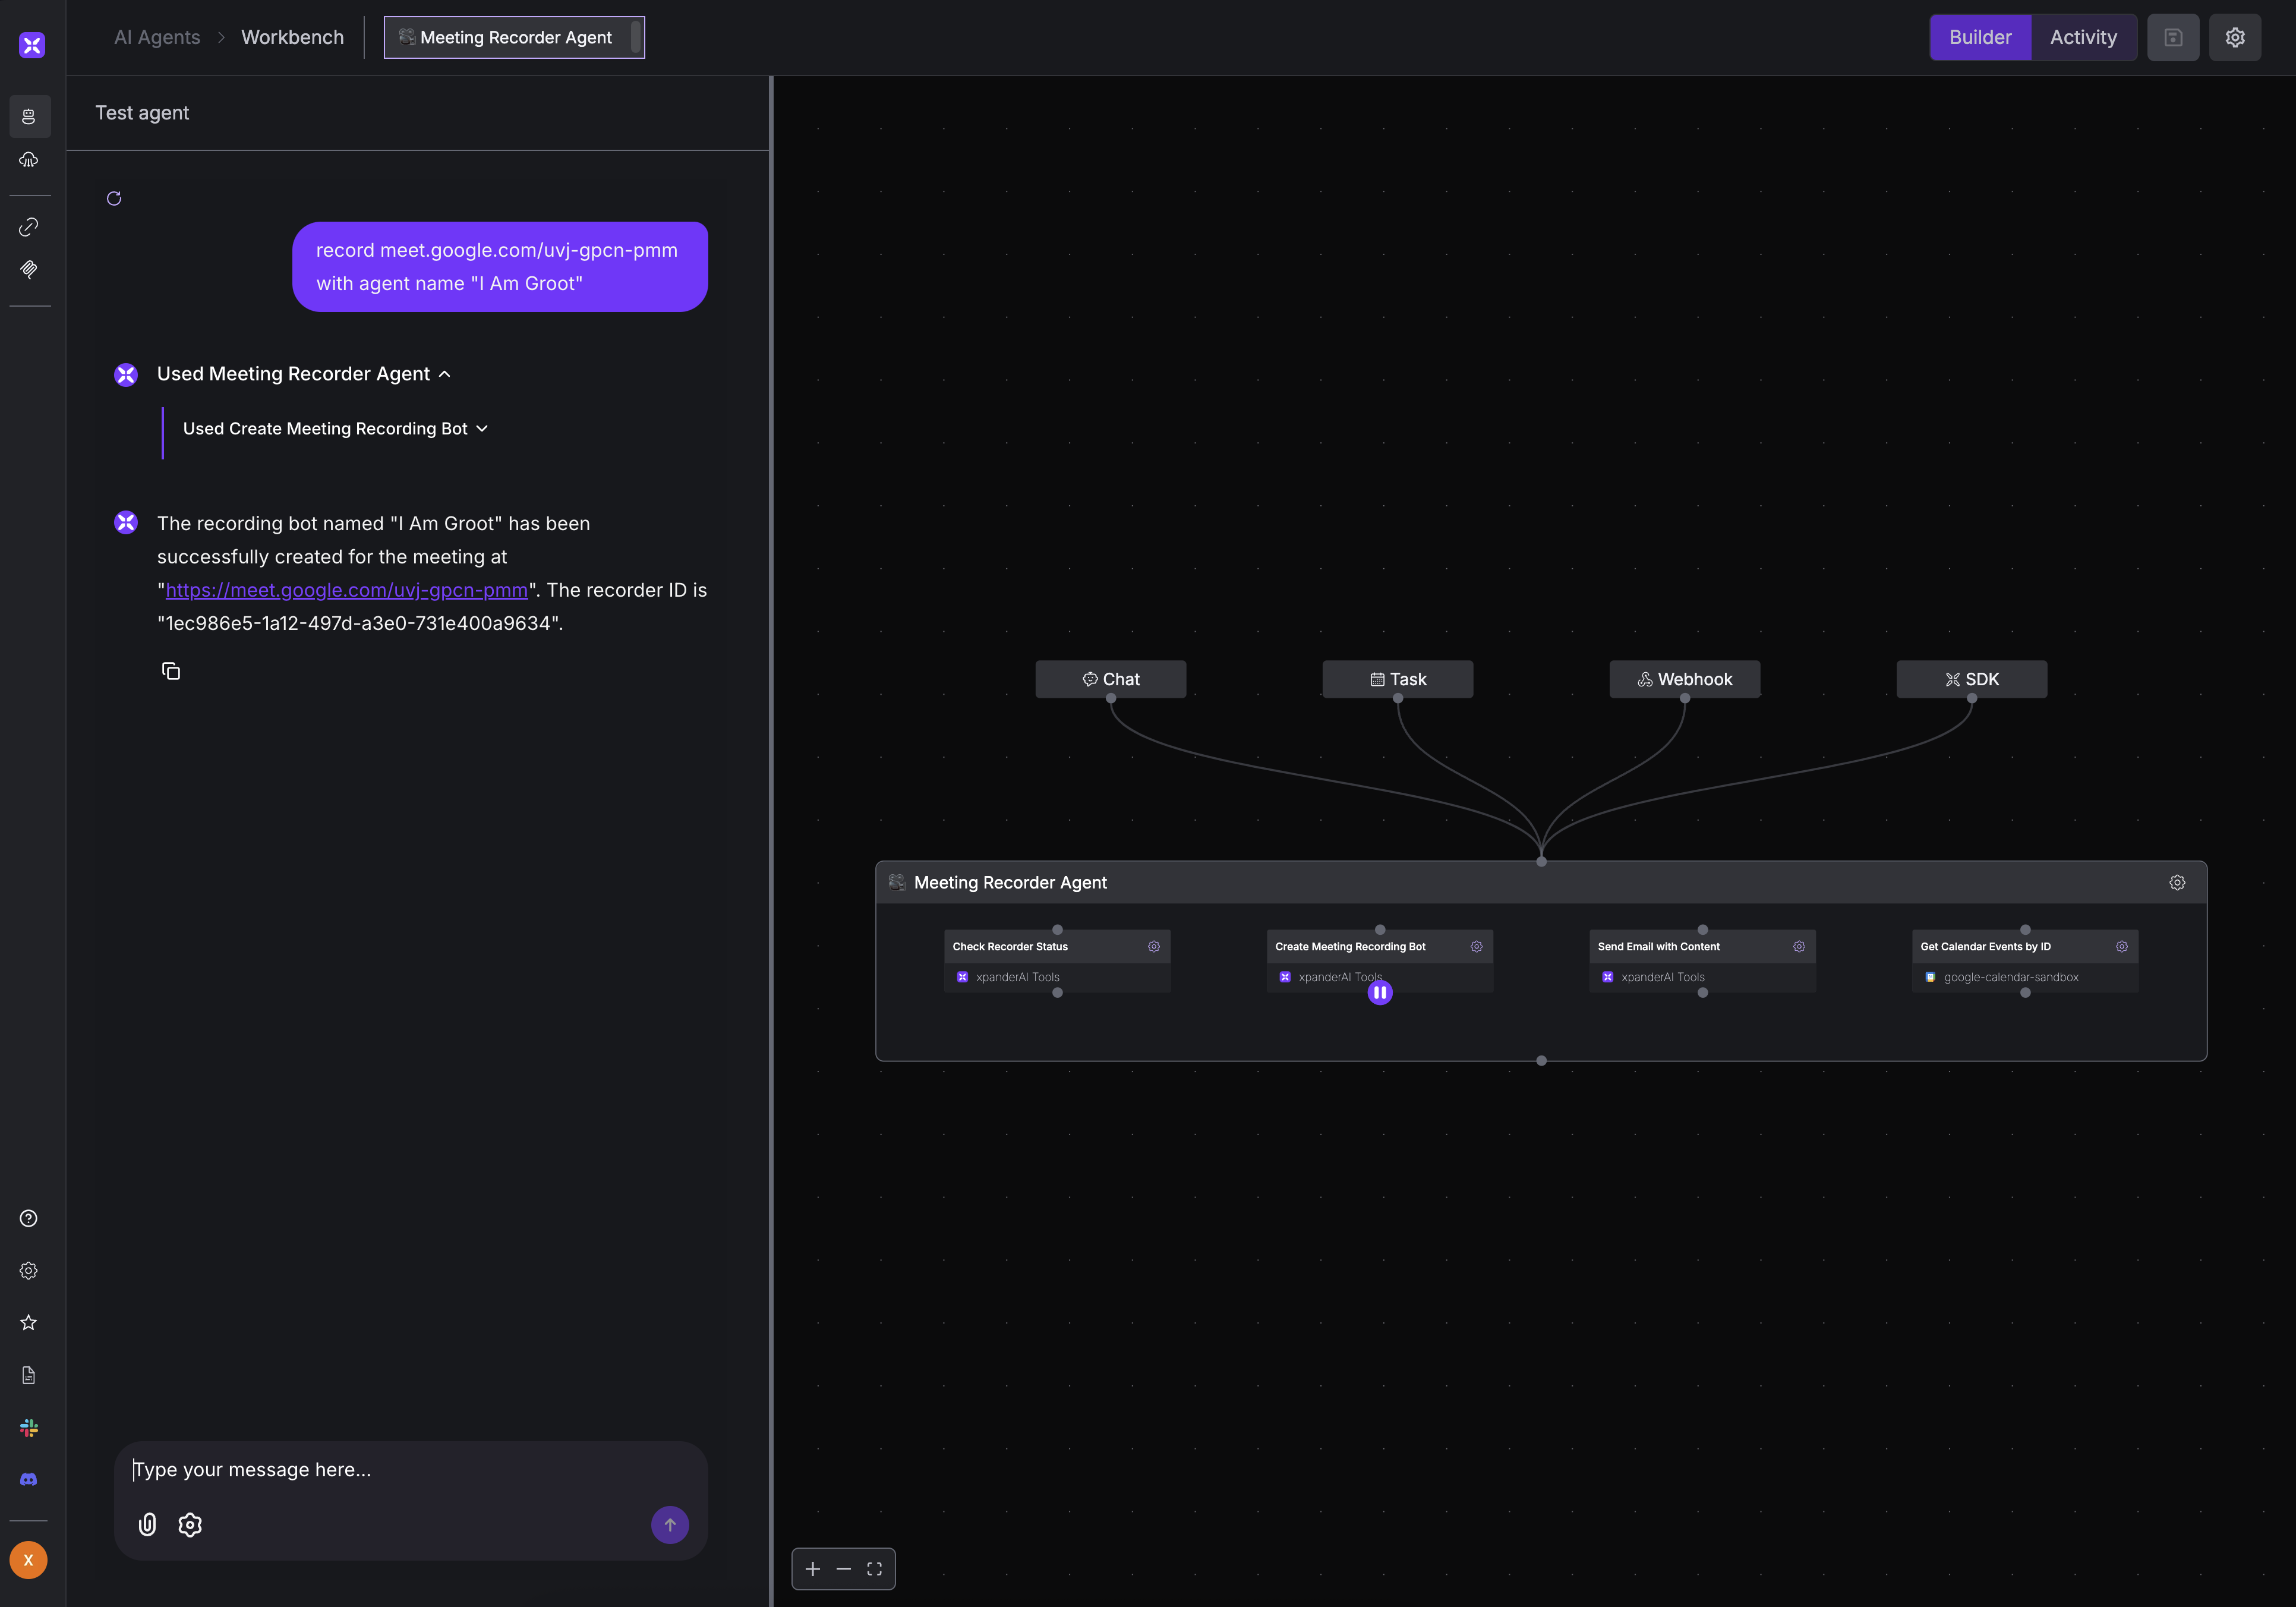 AI Agents
Workbench
Meeting Recorder Agent
Builder
Activity
Test agent
record meet.google.com/uvj-gpcn-pmm
with agent name "I Am Groot"
Used Meeting Recorder Agent
Used Create Meeting Recording Bot
The recording bot named "I Am Groot" has been
successfully created for the meeting at
"https://meet.google.com/uvj-gpcn-pmm". The recorder ID is
"1ec986e5-1a12-497d-a3e0-731e400a9634".
Type your message here...
X
Chat
Task
Webhook
SDK
Meeting Recorder Agent
Check Recorder Status
xpanderAI Tools
Create Meeting Recording Bot
xpanderAI Tools
Send Email with Content
xpanderAI Tools
Get Calendar Events by ID
google-calendar-sandbox